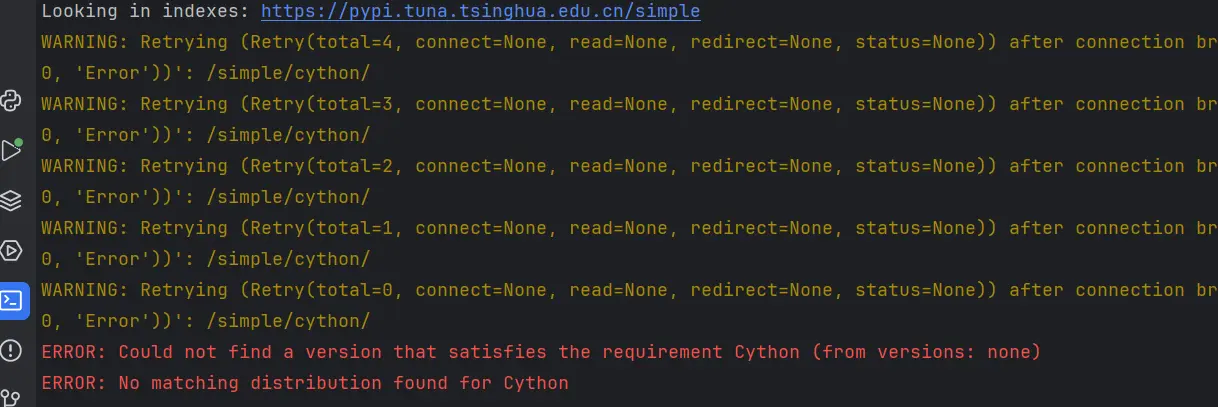 Looking in indexes: https://pypi.tuna.tsinghua.edu.cn/simple
WARNING: Retrying (Retry(total=4, connect=None, read=None, redirect=None, status=None)) after connection br
0, 'Error'))': /simple/cython/
WARNING: Retrying (Retry(total=3, connect=None, read=None, redirect=None, status=None)) after connection br
0, 'Error'))': /simple/cython/
WARNING: Retrying (Retry(total=2, connect=None, read=None, redirect=None, status=None)) after connection br
0, 'Error'))': /simple/cython/
WARNING: Retrying (Retry(total=1, connect=None, read=None, redirect=None, status=None)) after connection br
0, 'Error'))': /simple/cython/
WARNING: Retrying (Retry(total=0, connect=None, read=None, redirect=None, status=None)) after connection br
0, 'Error'))': /simple/cython/
ERROR: Could not find a version that satisfies the requirement Cython (from versions: none)
ERROR: No matching distribution found for Cython